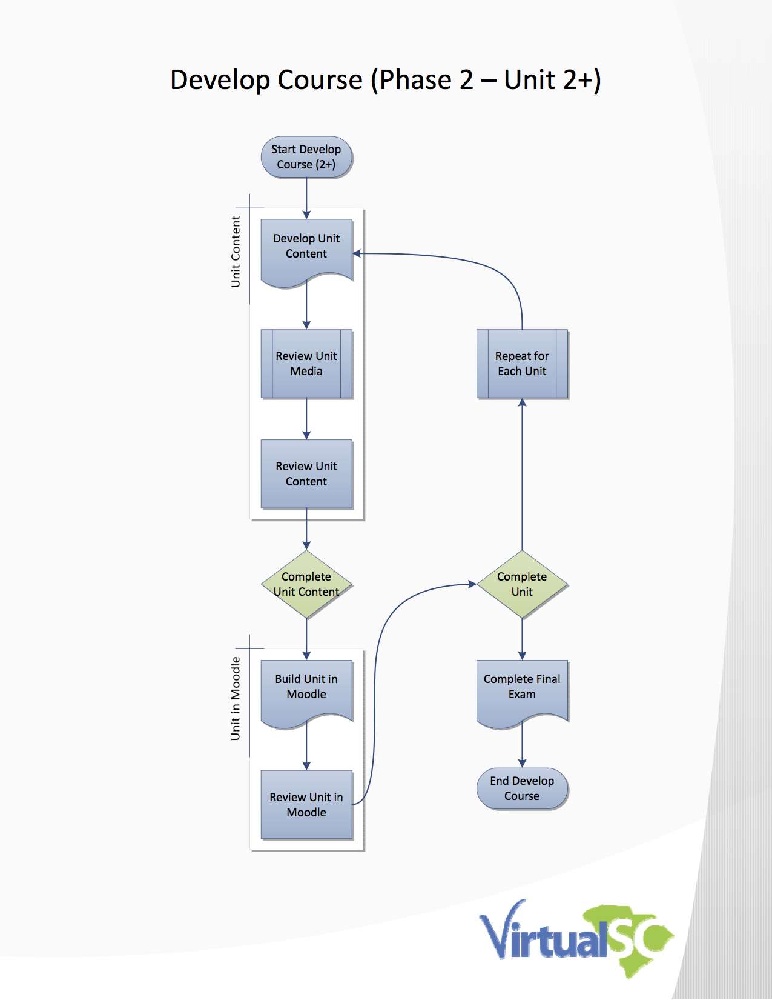 Develop Course (Phase 2 – Unit 2+)
Start Develop
Course (2+)
Unit Content
Develop Unit
Content
Review Unit
Media
Repeat for
Each Unit
Review Unit
Content
Complete
Unit Content
Complete
Unit
Unit in Moodle
Build Unit in
Moodle
Complete Final
Exam
Review Unit in
Moodle
End Develop
Course
VirtualSC